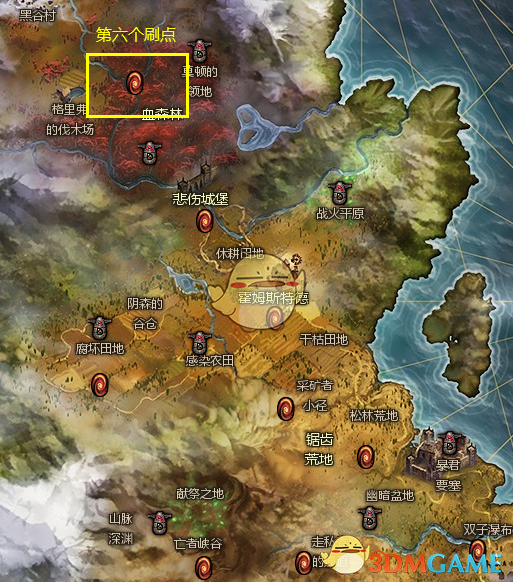 黑谷村
第六个刷点
莫顿的
领地
格里弗
的伐木场
血森林
悲伤城堡
战火平原
休耕田地
霍姆斯特德
阴森的
谷仓
腐坏田地
感染农田
干枯田地
采矿者
小径
松林荒地
锯齿
荒地
暴君
要塞
献祭之地
幽暗盆地
山脉
深渊
亡者峡谷
走私
的
双子瀑布
3DMGAME